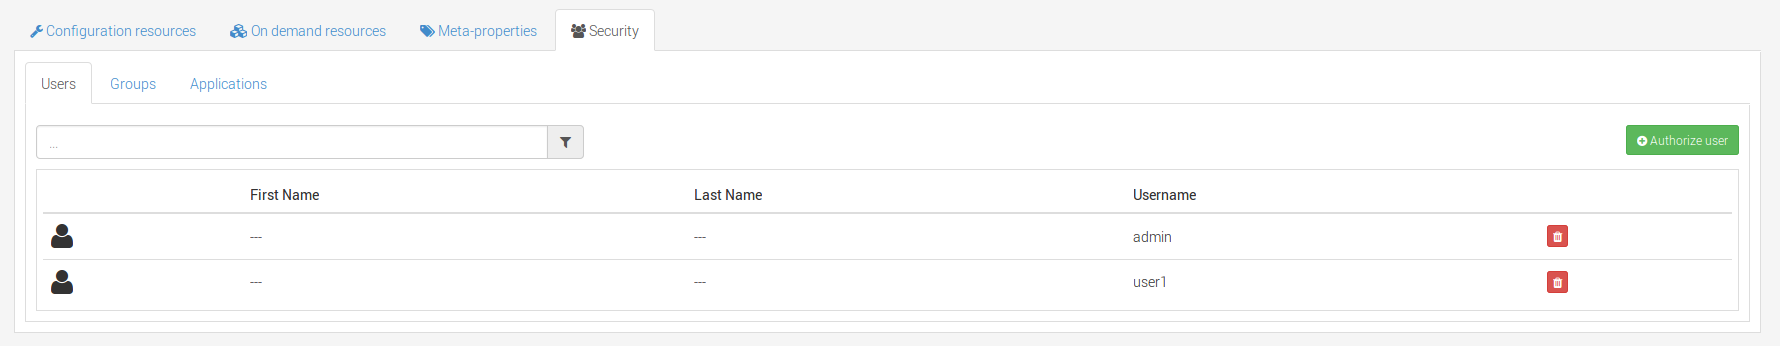 Configuration resources On demand resources Meta-properties Security
Users Groups Applications
...
Authorize user
First Name Last Name Username
--- --- admin
--- --- user1